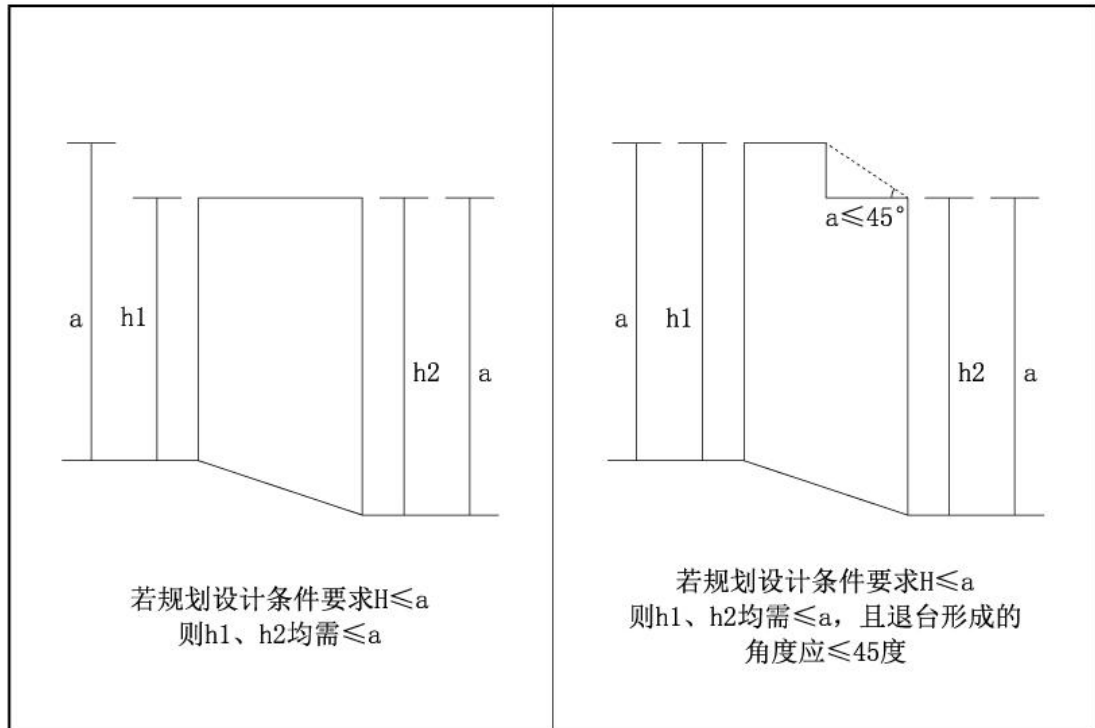 a
h1
h2
a
若规划设计条件要求H≤a
则h1、h2均需≤a
a≤45°
a
h1
h2
a
若规划设计条件要求H≤a
则h1、h2均需≤a，且退台形成的
角度应≤45度